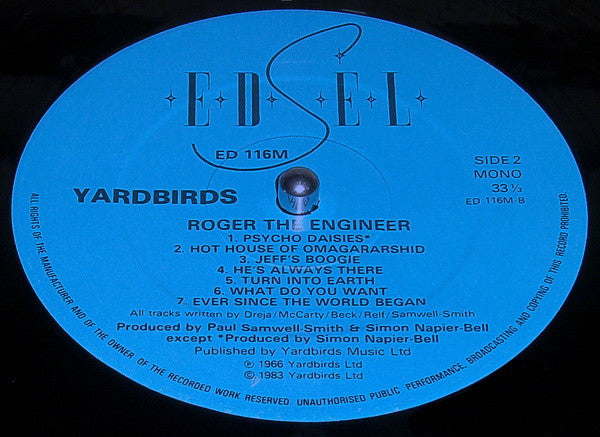 EDSEL
ED 116M
YARDBIRDS
SIDE 2
MONO
33⅓
ED 116M-B
ROGER THE ENGINEER
1. PSYCHO DAISIES*
2. HOT HOUSE OF OMAGARARSHID
3. JEFF'S BOOGIE
4. HE'S ALWAYS THERE
5. TURN INTO EARTH
6. WHAT DO YOU WANT
7. EVER SINCE THE WORLD BEGAN
All tracks written by Dreja/McCarty/Beck/Relf/Samwell-Smith
Produced by Paul Samwell-Smith & Simon Napier-Bell
except *Produced by Simon Napier-Bell
Published by Yardbirds Music Ltd
℗ 1966 Yardbirds Ltd
© 1983 Yardbirds Ltd
ALL RIGHTS OF THE MANUFACTURER AND OF THE OWNER OF THE RECORDED WORK RESERVED. UNAUTHORISED PUBLIC PERFORMANCE, BROADCASTING AND COPYING OF THIS RECORD PROHIBITED.